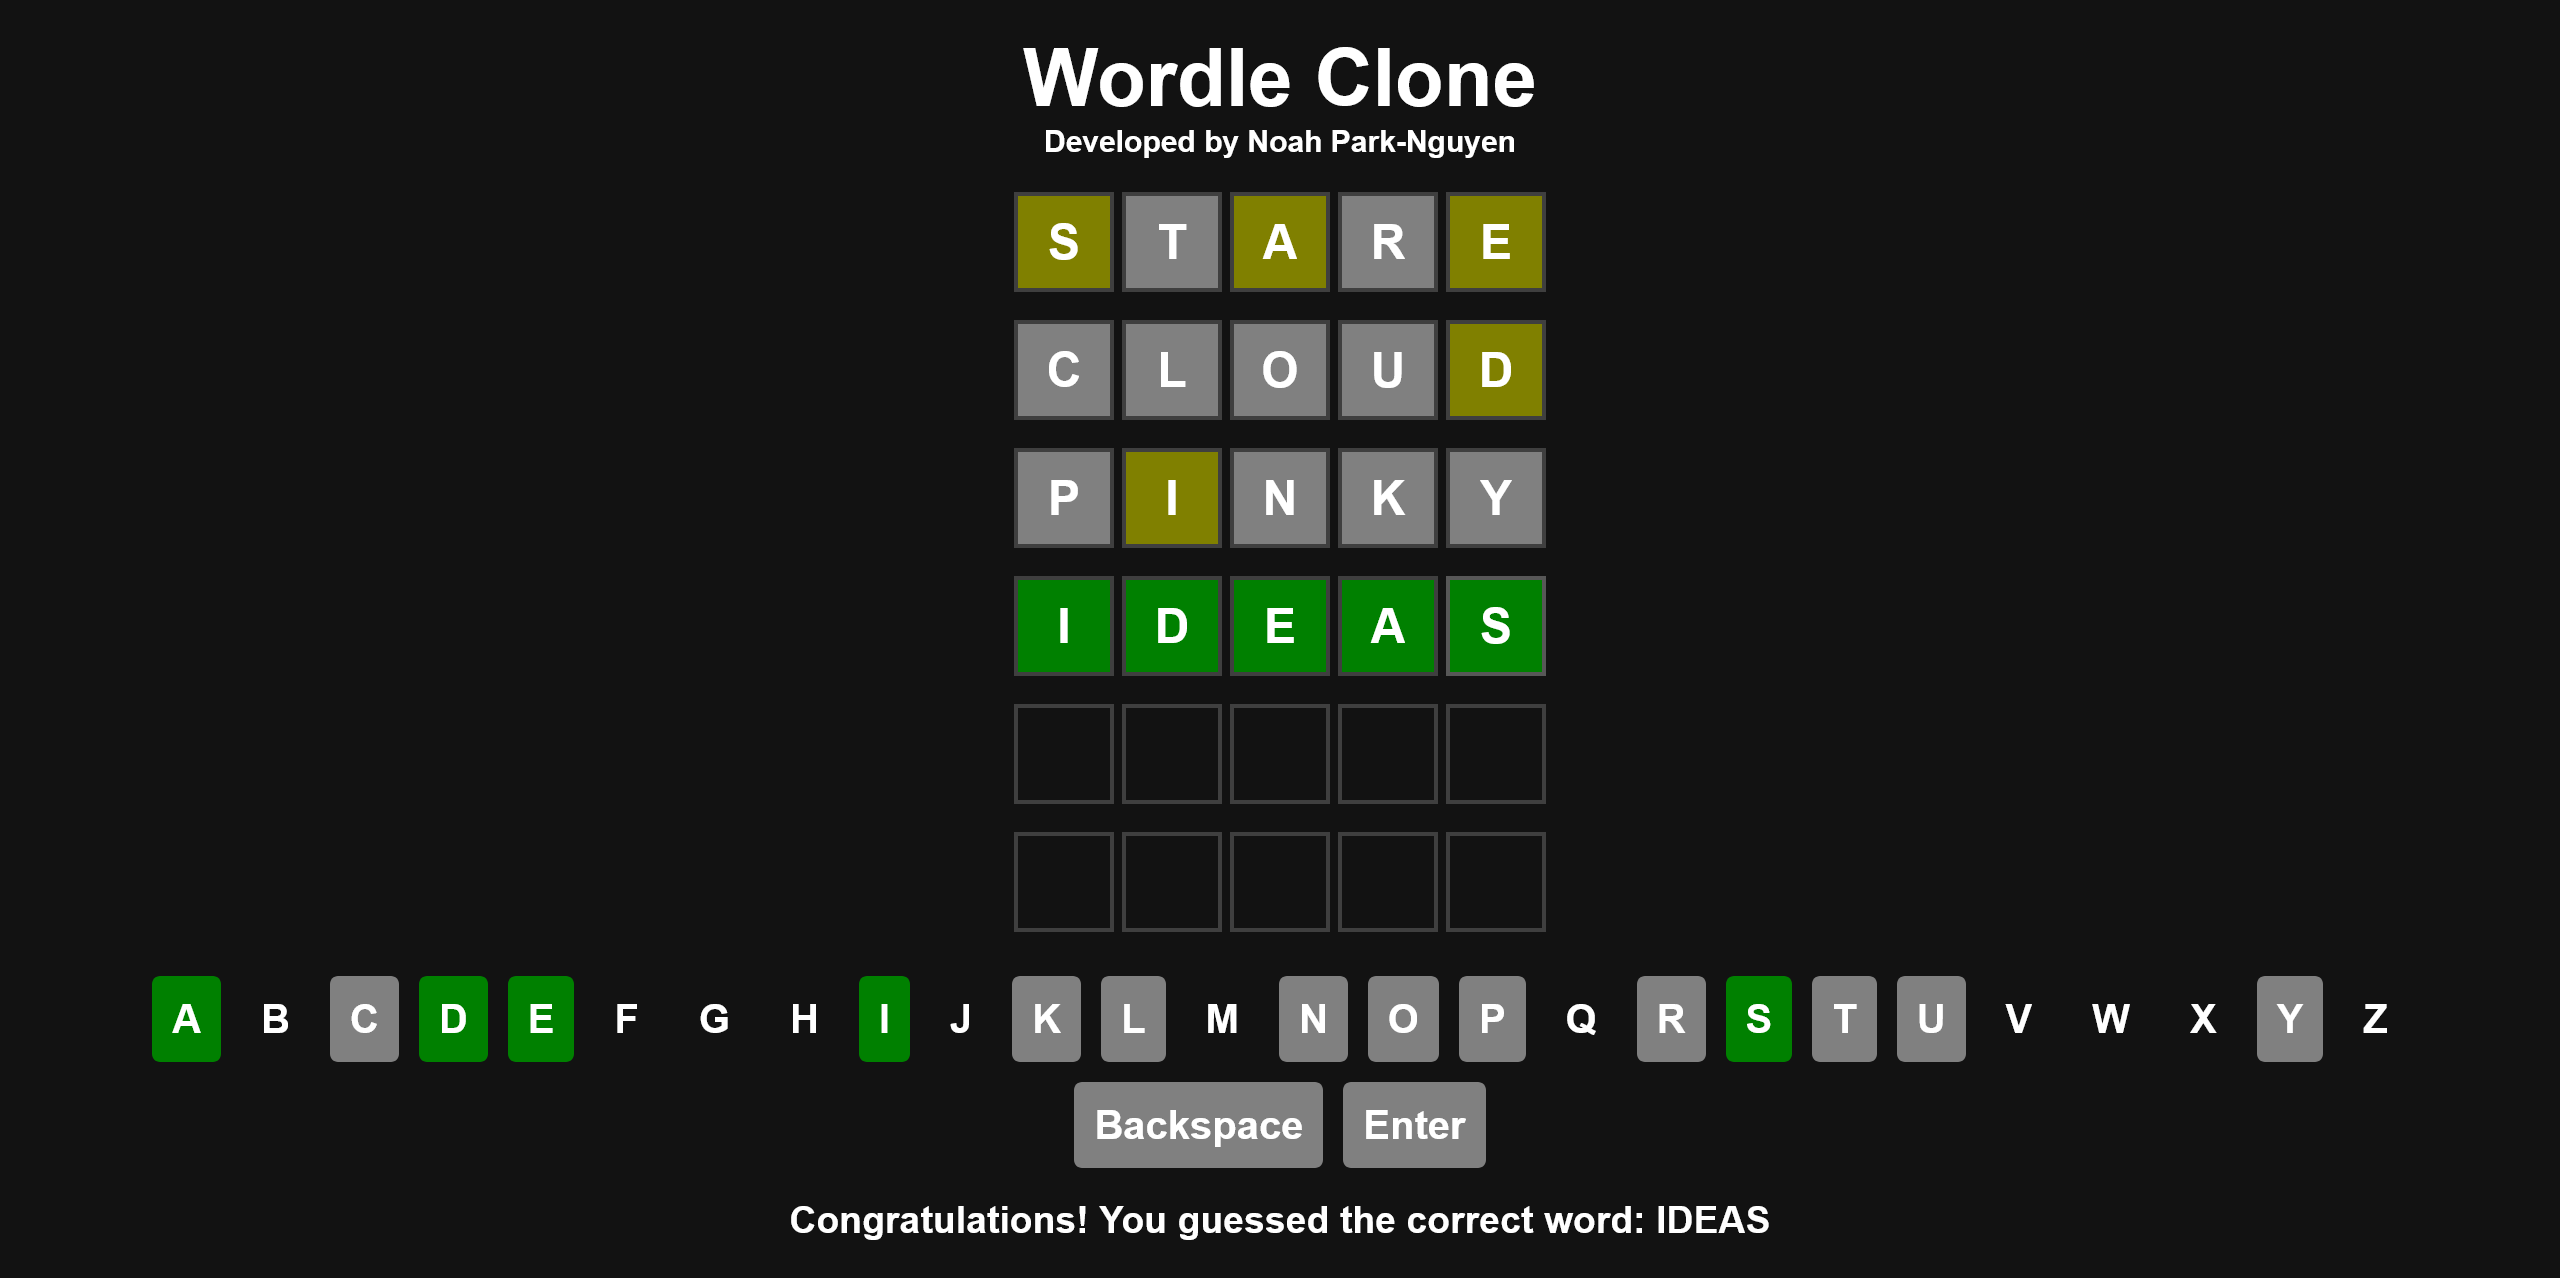 Wordle Clone
Developed by Noah Park-Nguyen
S T A R E
C L O U D
P I N K Y
I D E A S
A B C D E F G H I J K L M N O P Q R S T U V W X Y Z
Backspace Enter
Congratulations! You guessed the correct word: IDEAS